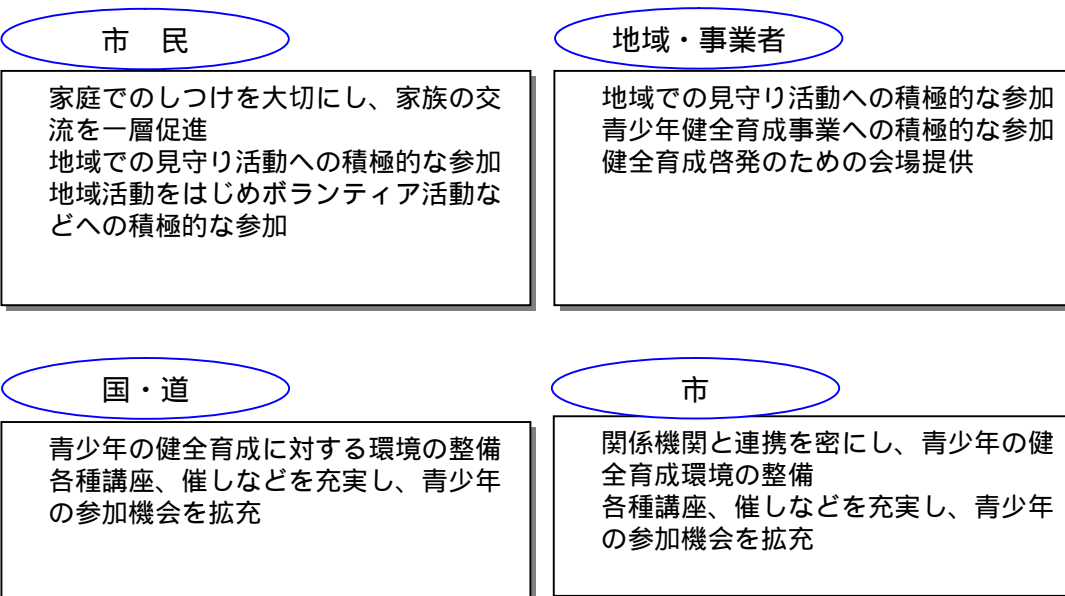 市　民
家庭でのしつけを大切にし、家族の交
流を一層促進
地域での見守り活動への積極的な参加
地域活動をはじめボランティア活動な
どへの積極的な参加
地域・事業者
地域での見守り活動への積極的な参加
青少年健全育成事業への積極的な参加
健全育成啓発のための会場提供
国・道
青少年の健全育成に対する環境の整備
各種講座、催しなどを充実し、青少年
の参加機会を拡充
市
関係機関と連携を密にし、青少年の健
全育成環境の整備
各種講座、催しなどを充実し、青少年
の参加機会を拡充